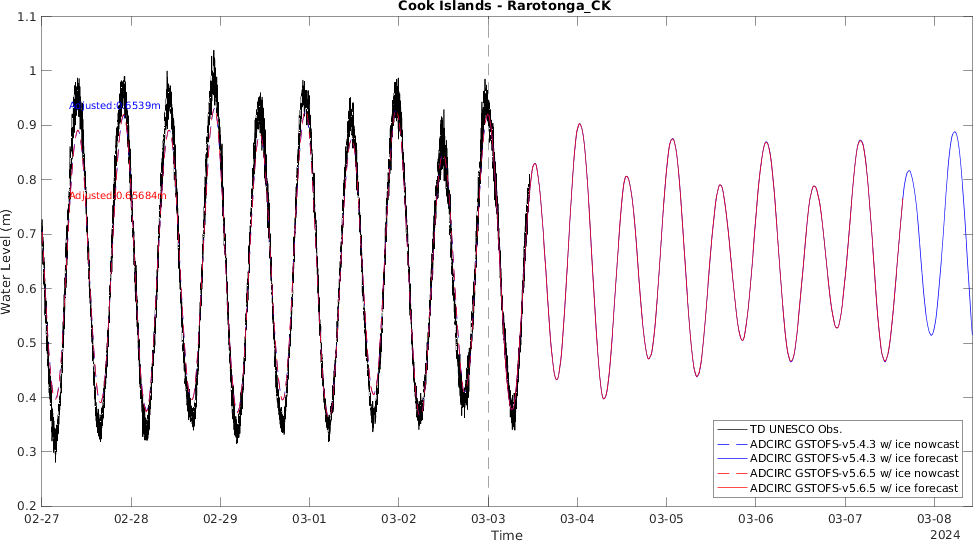 Cook Islands - Rarotonga_CK
1.1
1
0.9
0.8
0.7
0.6
0.5
0.4
0.3
0.2
Water Level (m)
Adjusted:0.6539m
Adjusted:0.65684m
TD UNESCO Obs.
ADCIRC GSTOFS-v5.4.3 w/ ice nowcast
ADCIRC GSTOFS-v5.4.3 w/ ice forecast
ADCIRC GSTOFS-v5.6.5 w/ ice nowcast
ADCIRC GSTOFS-v5.6.5 w/ ice forecast
02-27 02-28 02-29 03-01 03-02 03-03 03-04 03-05 03-06 03-07 03-08
Time
2024